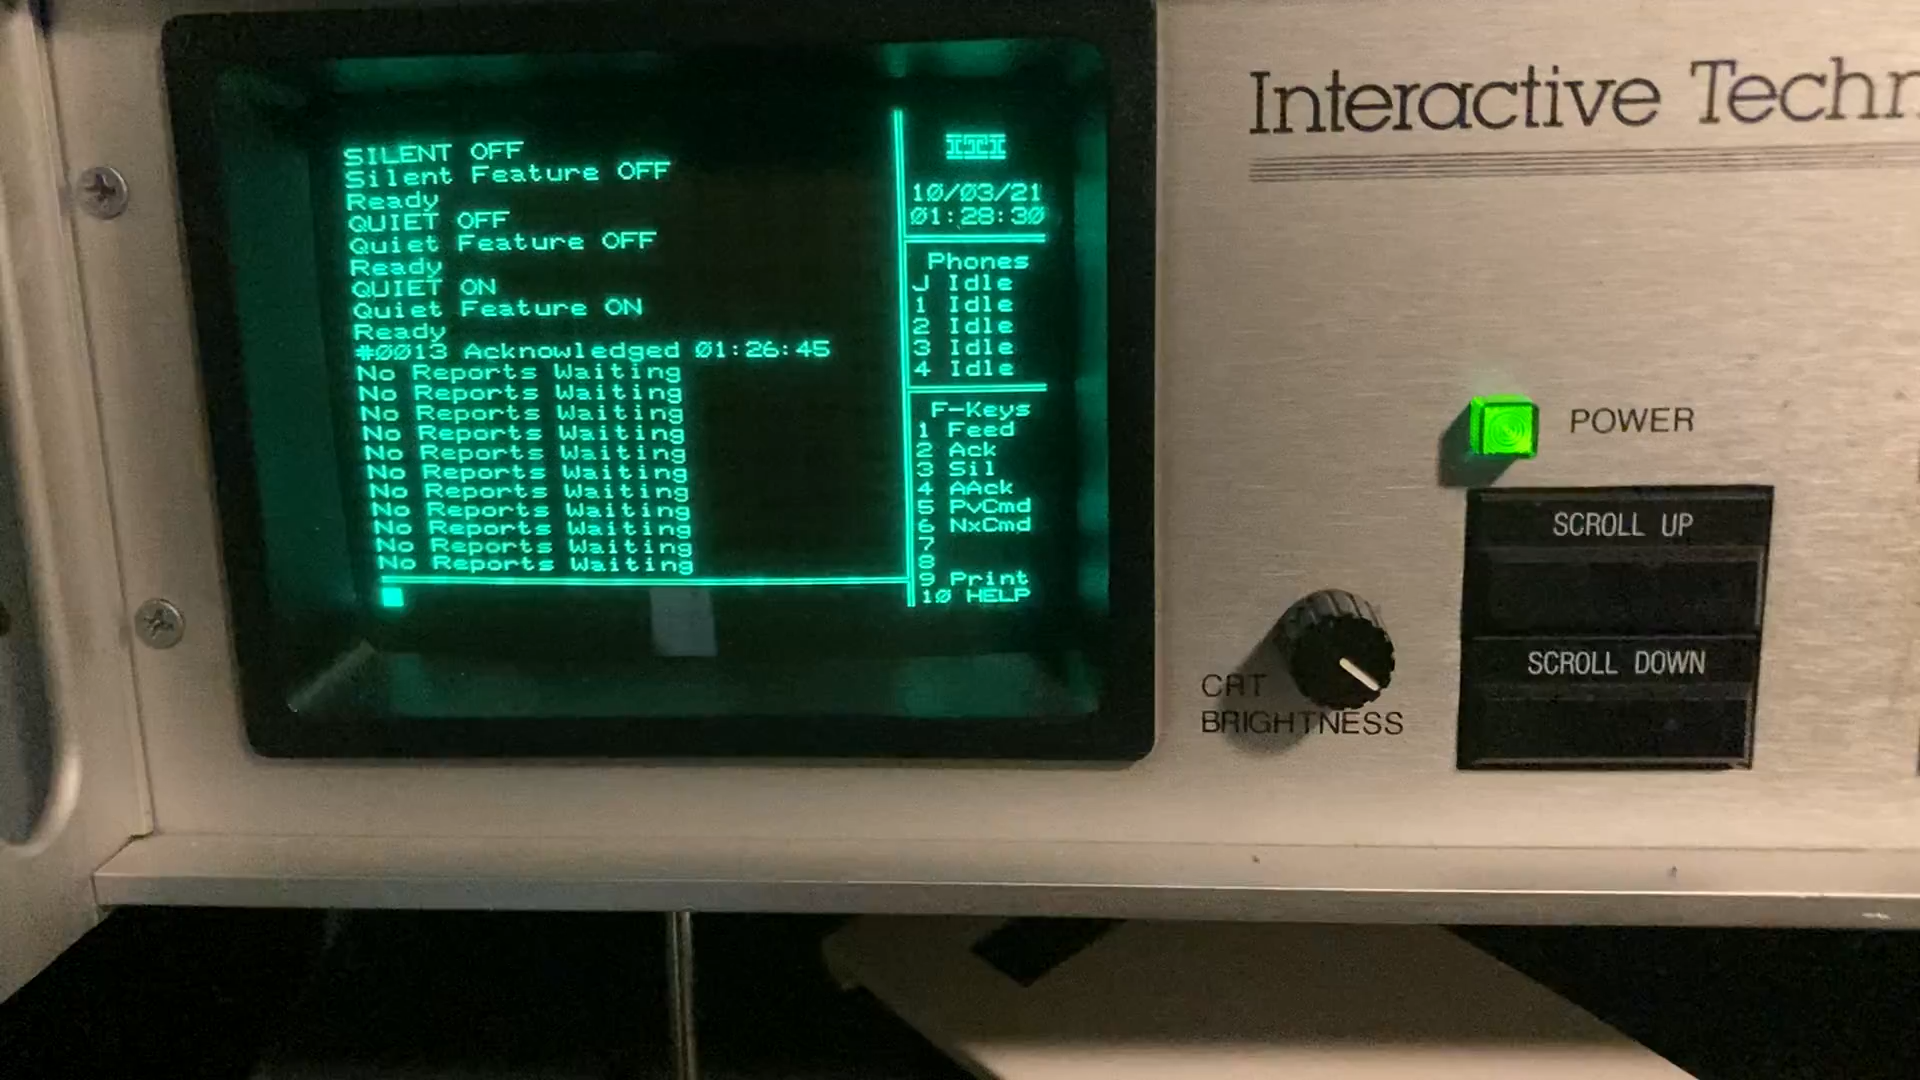 SILENT OFF
Silent Feature OFF
Ready
QUIET OFF
Quiet Feature OFF
Ready
QUIET ON
Quiet Feature ON
Ready
#0013 Acknowledged 01:26:45
No Reports Waiting
No Reports Waiting
No Reports Waiting
No Reports Waiting
No Reports Waiting
No Reports Waiting
No Reports Waiting
No Reports Waiting
No Reports Waiting
No Reports Waiting
No Reports Waiting
ITI
10/03/21
01:28:30
Phones
J Idle
1 Idle
2 Idle
3 Idle
4 Idle
F-Keys
1 Feed
2 Ack
3 Sil
4 AAck
5 PvCmd
6 NxCmd
7
8
9 Print
10 HELP
Interactive Techn
POWER
SCROLL UP
SCROLL DOWN
CRT
BRIGHTNESS